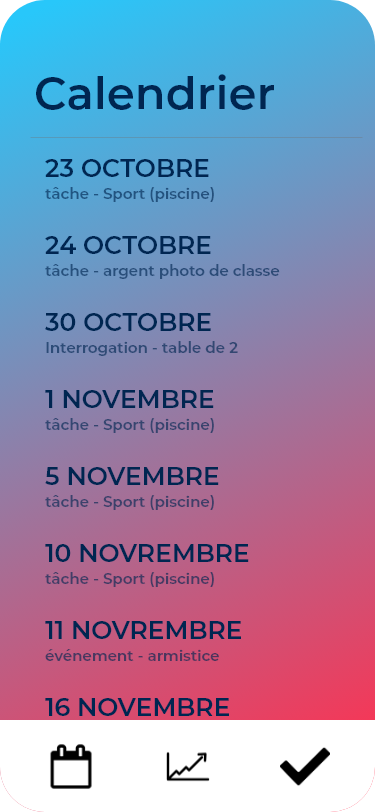 Calendrier
23 OCTOBRE
tâche - Sport (piscine)
24 OCTOBRE
tâche - argent photo de classe
30 OCTOBRE
Interrogation - table de 2
1 NOVEMBRE
tâche - Sport (piscine)
5 NOVEMBRE
tâche - Sport (piscine)
10 NOVREMBRE
tâche - Sport (piscine)
11 NOVREMBRE
événement - armistice
16 NOVEMBRE